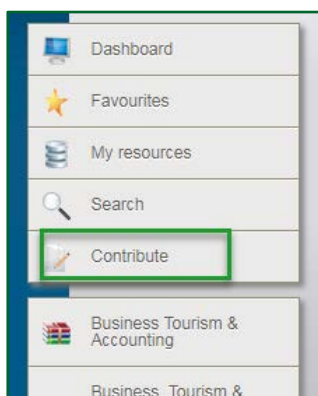 Dashboard
Favourites
My resources
Search
Contribute
Business Tourism &
Accounting
Business Tourism &